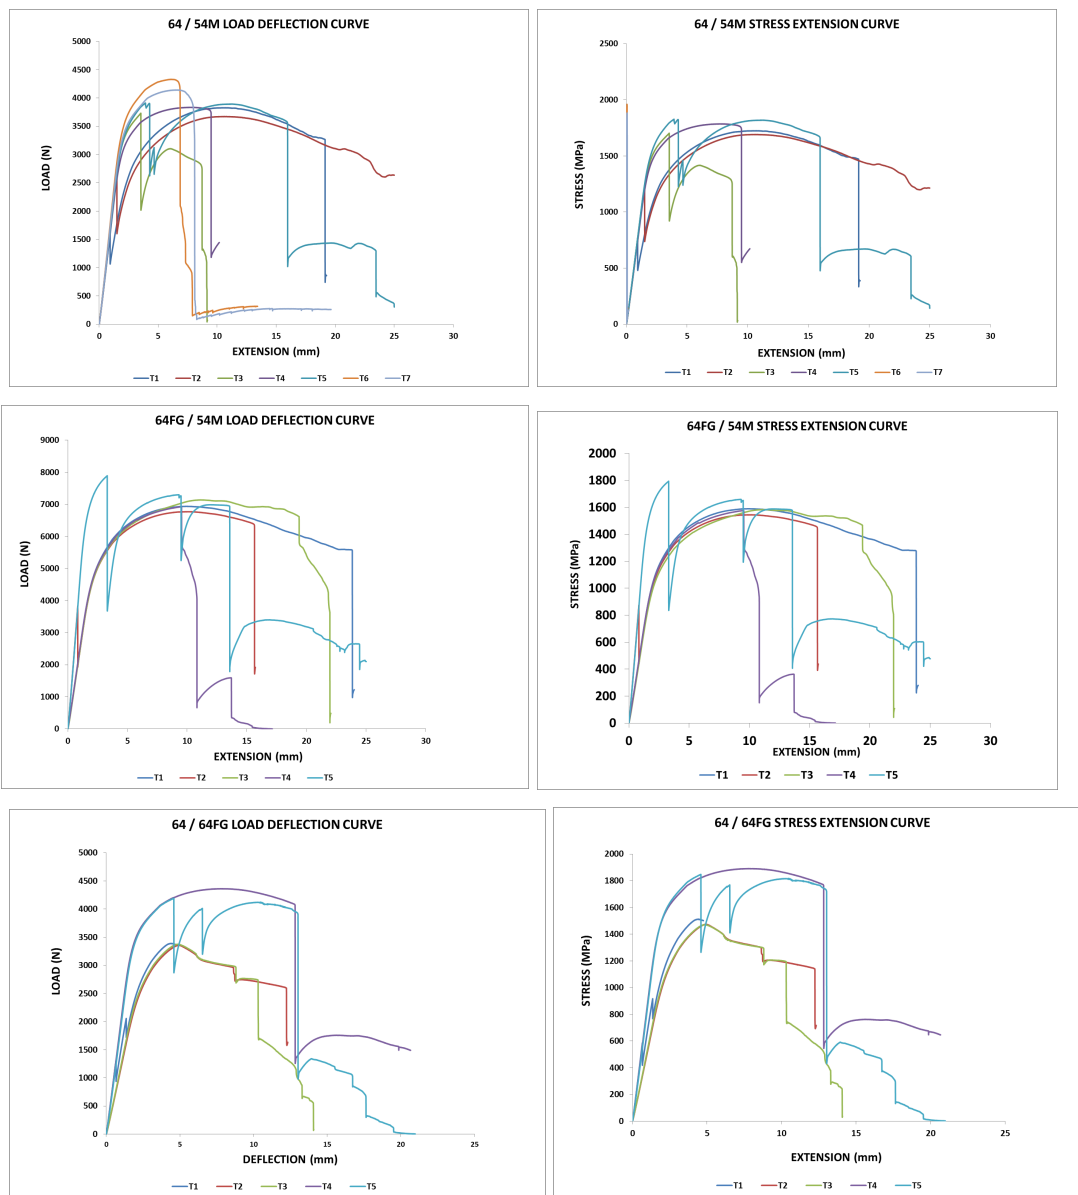 64 / 54M LOAD DEFLECTION CURVE
5000
4500
4000
3500
3000
2500
2000
1500
1000
500
0
LOAD (N)
0 5 10 15 20 25 30
EXTENSION (mm)
T1 T2 T3 T4 T5 T6 T7
64 / 54M STRESS EXTENSION CURVE
2500
2000
1500
1000
500
0
STRESS (MPa)
0 5 10 15 20 25 30
EXTENSION (mm)
T1 T2 T3 T4 T5 T6 T7
64FG / 54M LOAD DEFLECTION CURVE
9000
8000
7000
6000
5000
4000
3000
2000
1000
0
LOAD (N)
0 5 10 15 20 25 30
EXTENSION (mm)
T1 T2 T3 T4 T5
64FG / 54M STRESS EXTENSION CURVE
2000
1800
1600
1400
1200
1000
800
600
400
200
0
STRESS (MPa)
0 5 10 15 20 25 30
EXTENSION (mm)
T1 T2 T3 T4 T5
64 / 64FG LOAD DEFLECTION CURVE
5000
4500
4000
3500
3000
2500
2000
1500
1000
500
0
LOAD (N)
0 5 10 15 20 25
DEFLECTION (mm)
T1 T2 T3 T4 T5
64 / 64FG STRESS EXTENSION CURVE
2000
1800
1600
1400
1200
1000
800
600
400
200
0
STRESS (MPa)
0 5 10 15 20 25
EXTENSION (mm)
T1 T2 T3 T4 T5